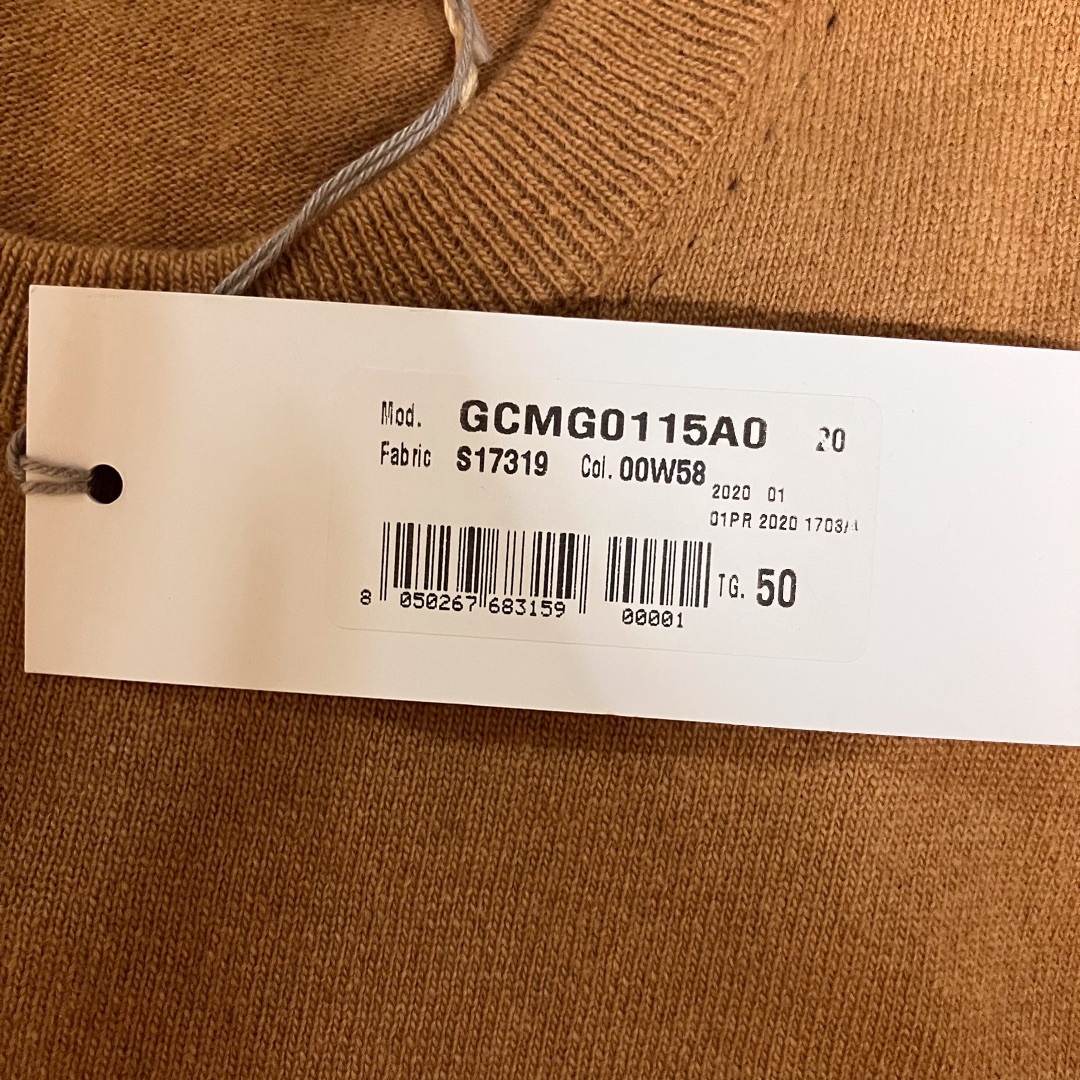 Mod. GCMG0115A0 20
Fabric S17319 Col. 00W58
2020 01
01PR 2020 1703/
8 050267 683159 00001
TG. 50